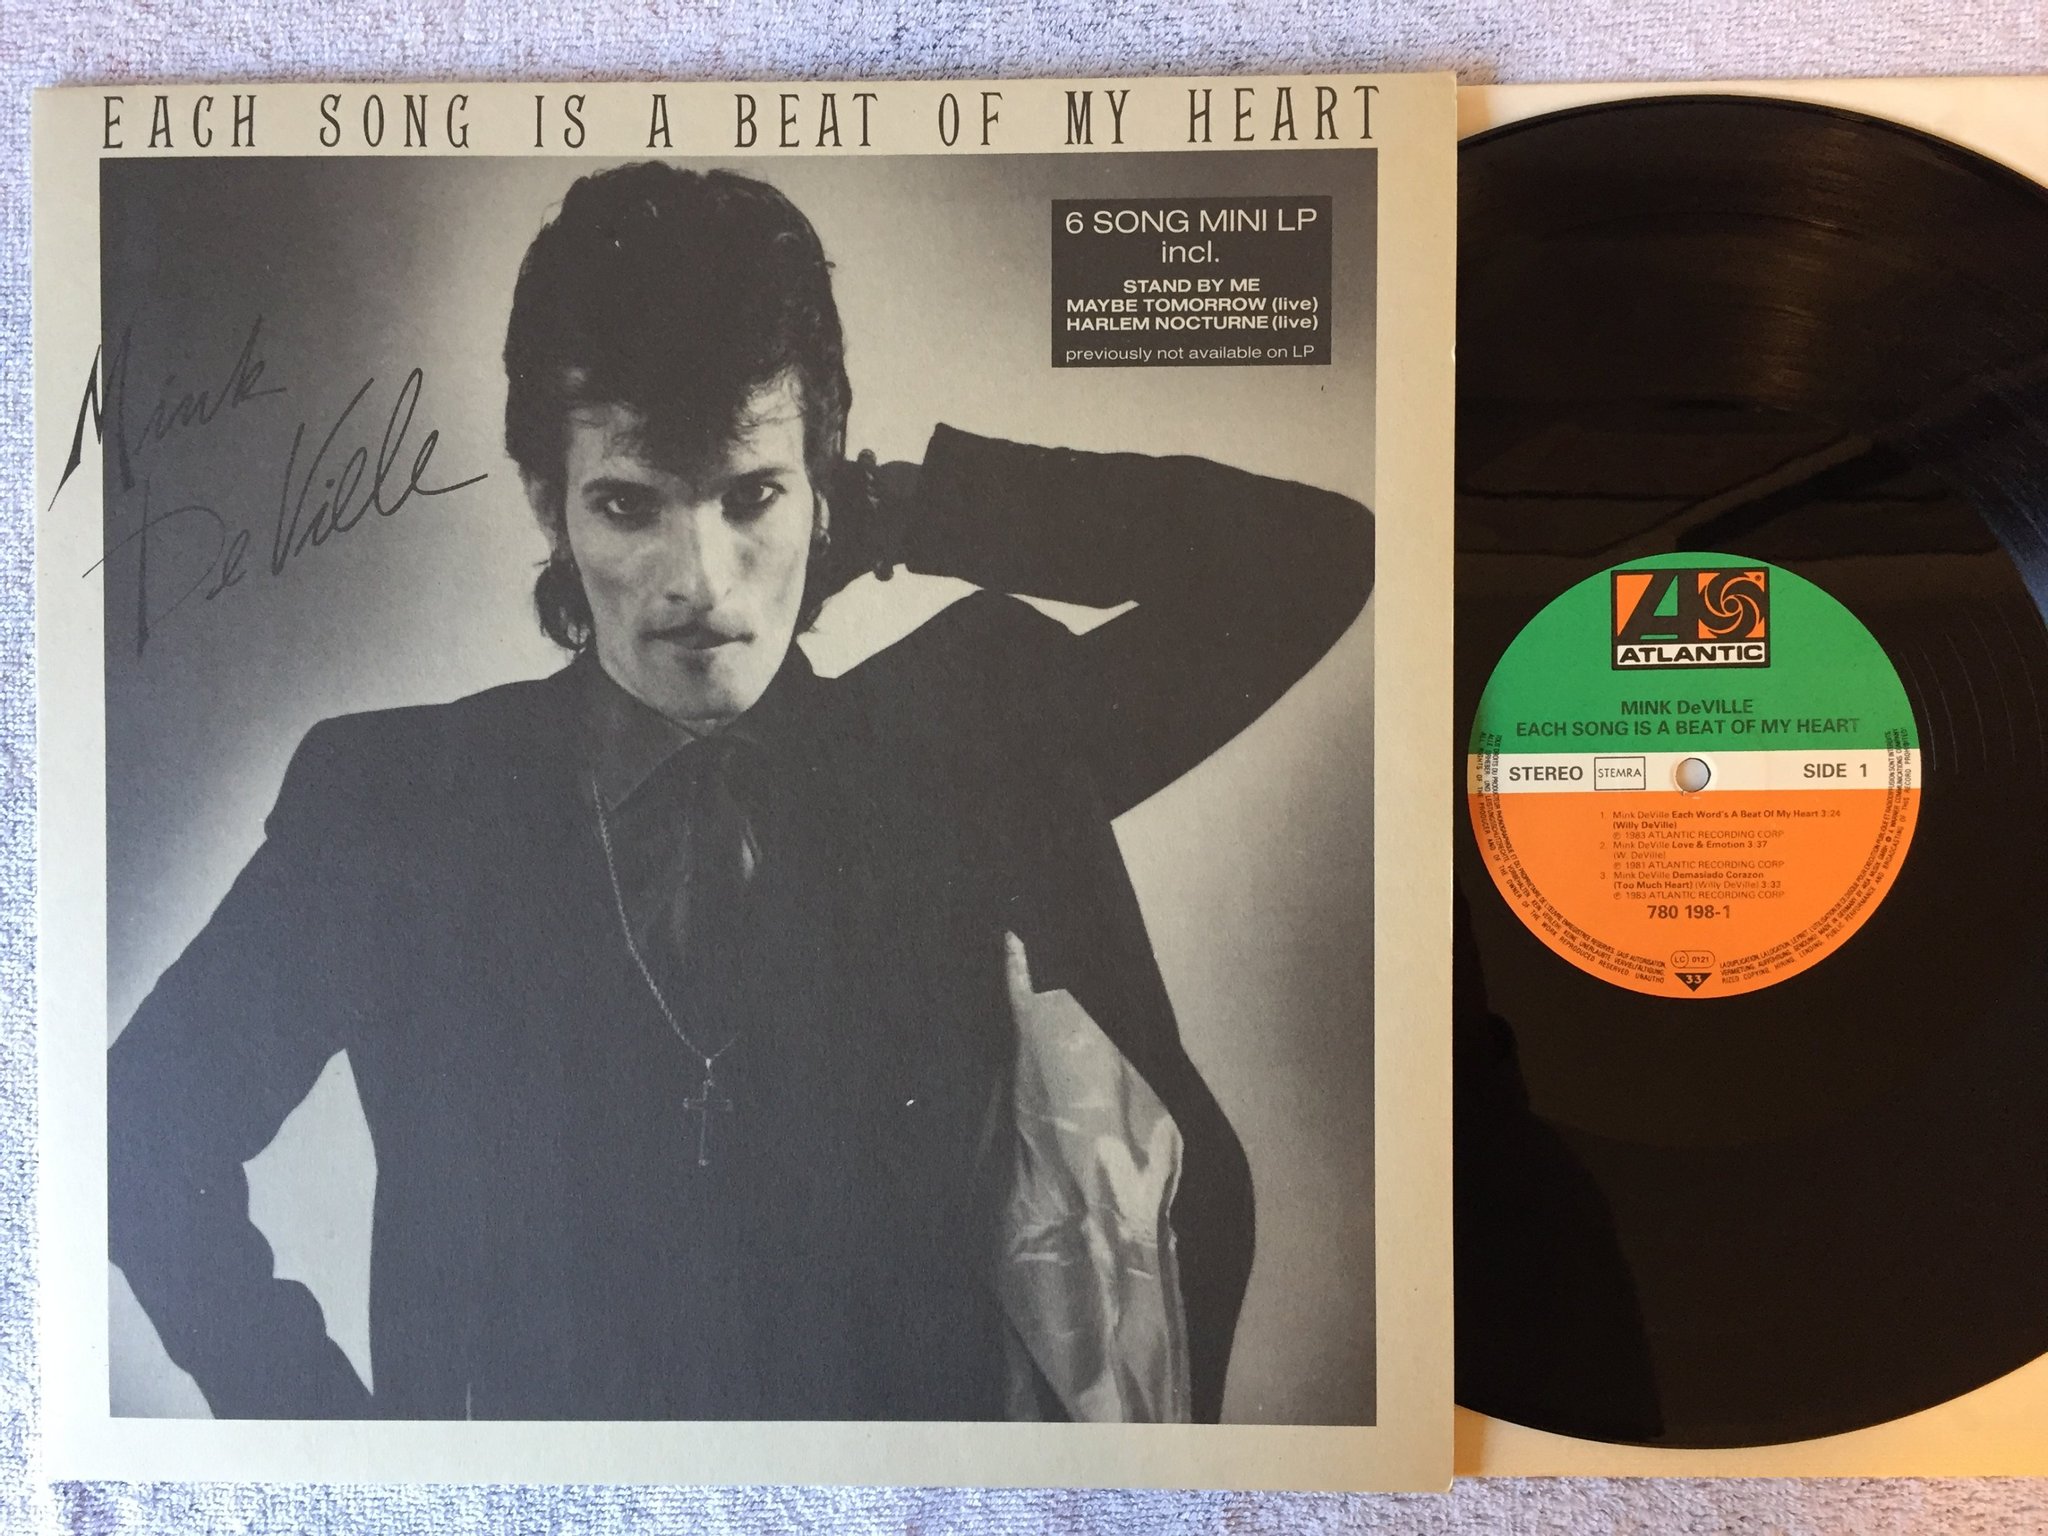 EACH SONG IS A BEAT OF MY HEART
Mink
DeVille
6 SONG MINI LP
incl.
STAND BY ME
MAYBE TOMORROW (live)
HARLEM NOCTURNE (live)
previously not available on LP
ATLANTIC
MINK DeVILLE
EACH SONG IS A BEAT OF MY HEART
STEREO STEMRA SIDE 1
1. Mink DeVille Each Word's A Beat Of My Heart 3:24
(Willy DeVille)
℗ 1983 ATLANTIC RECORDING CORP.
2. Mink DeVille Love & Emotion 3:37
(W. DeVille)
℗ 1981 ATLANTIC RECORDING CORP
3. Mink DeVille Demasiado Corazon
(Too Much Heart) (Willy DeVille) 3:33
℗ 1983 ATLANTIC RECORDING CORP.
780 198-1
LC 0121
33